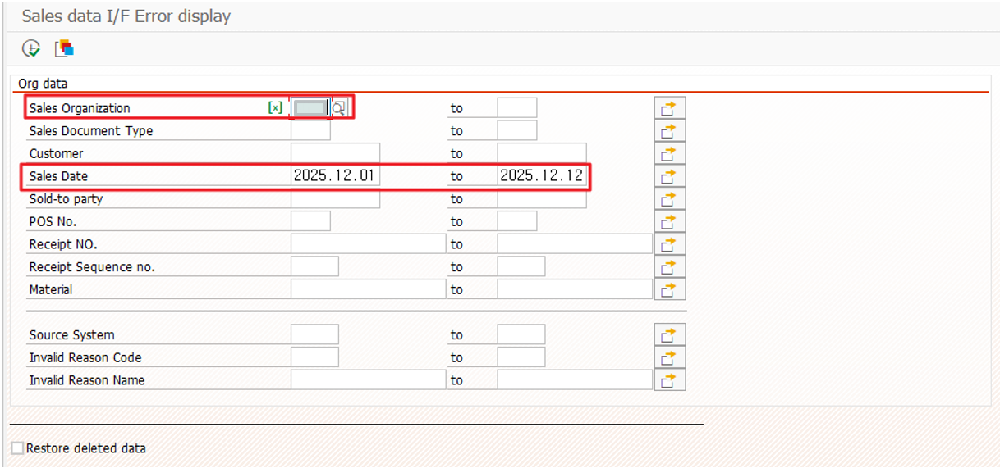 Sales data I/F Error display
Org data
Sales Organization [x] to
Sales Document Type to
Customer to
Sales Date 2025.12.01 to 2025.12.12
Sold-to party to
POS No. to
Receipt NO. to
Receipt Sequence no. to
Material to
Source System to
Invalid Reason Code to
Invalid Reason Name to
Restore deleted data